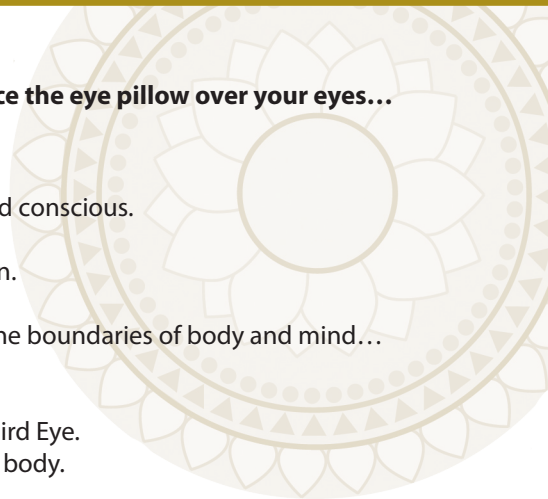 ce the eye pillow over your eyes…
d conscious.
n.
he boundaries of body and mind…
ird Eye.
body.